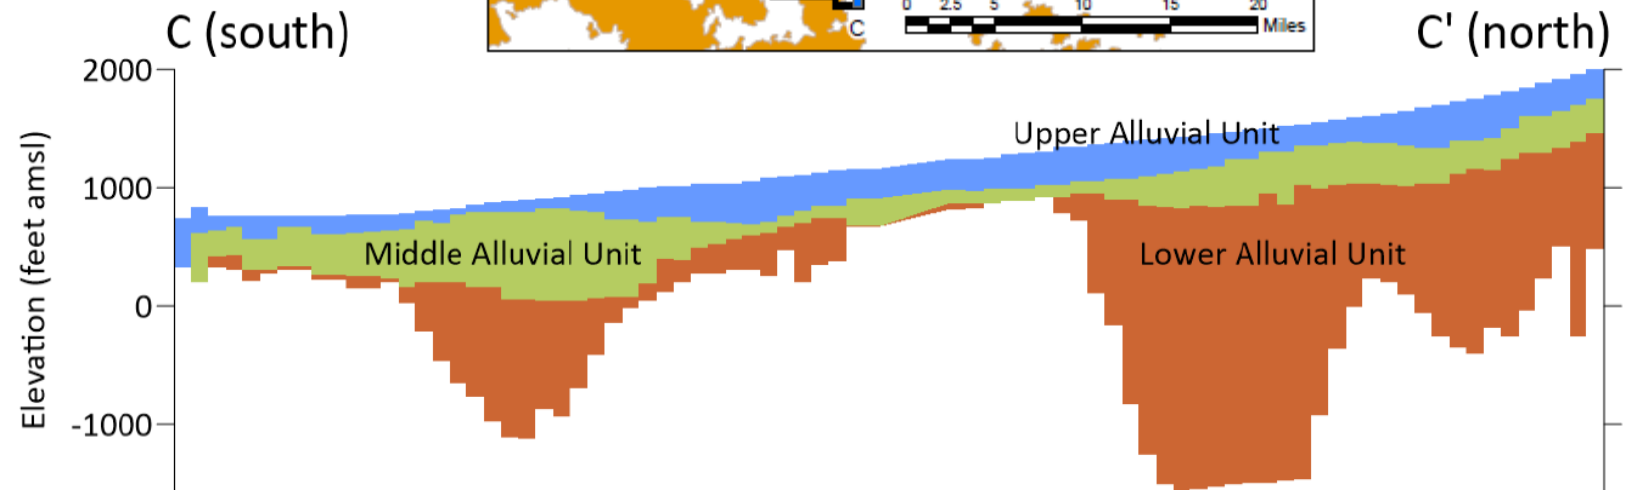 0 2.5 5 10 15 20
Miles
C
C (south)
C' (north)
2000
1000
0
-1000
Elevation (feet amsl)
Upper Alluvial Unit
Middle Alluvial Unit
Lower Alluvial Unit